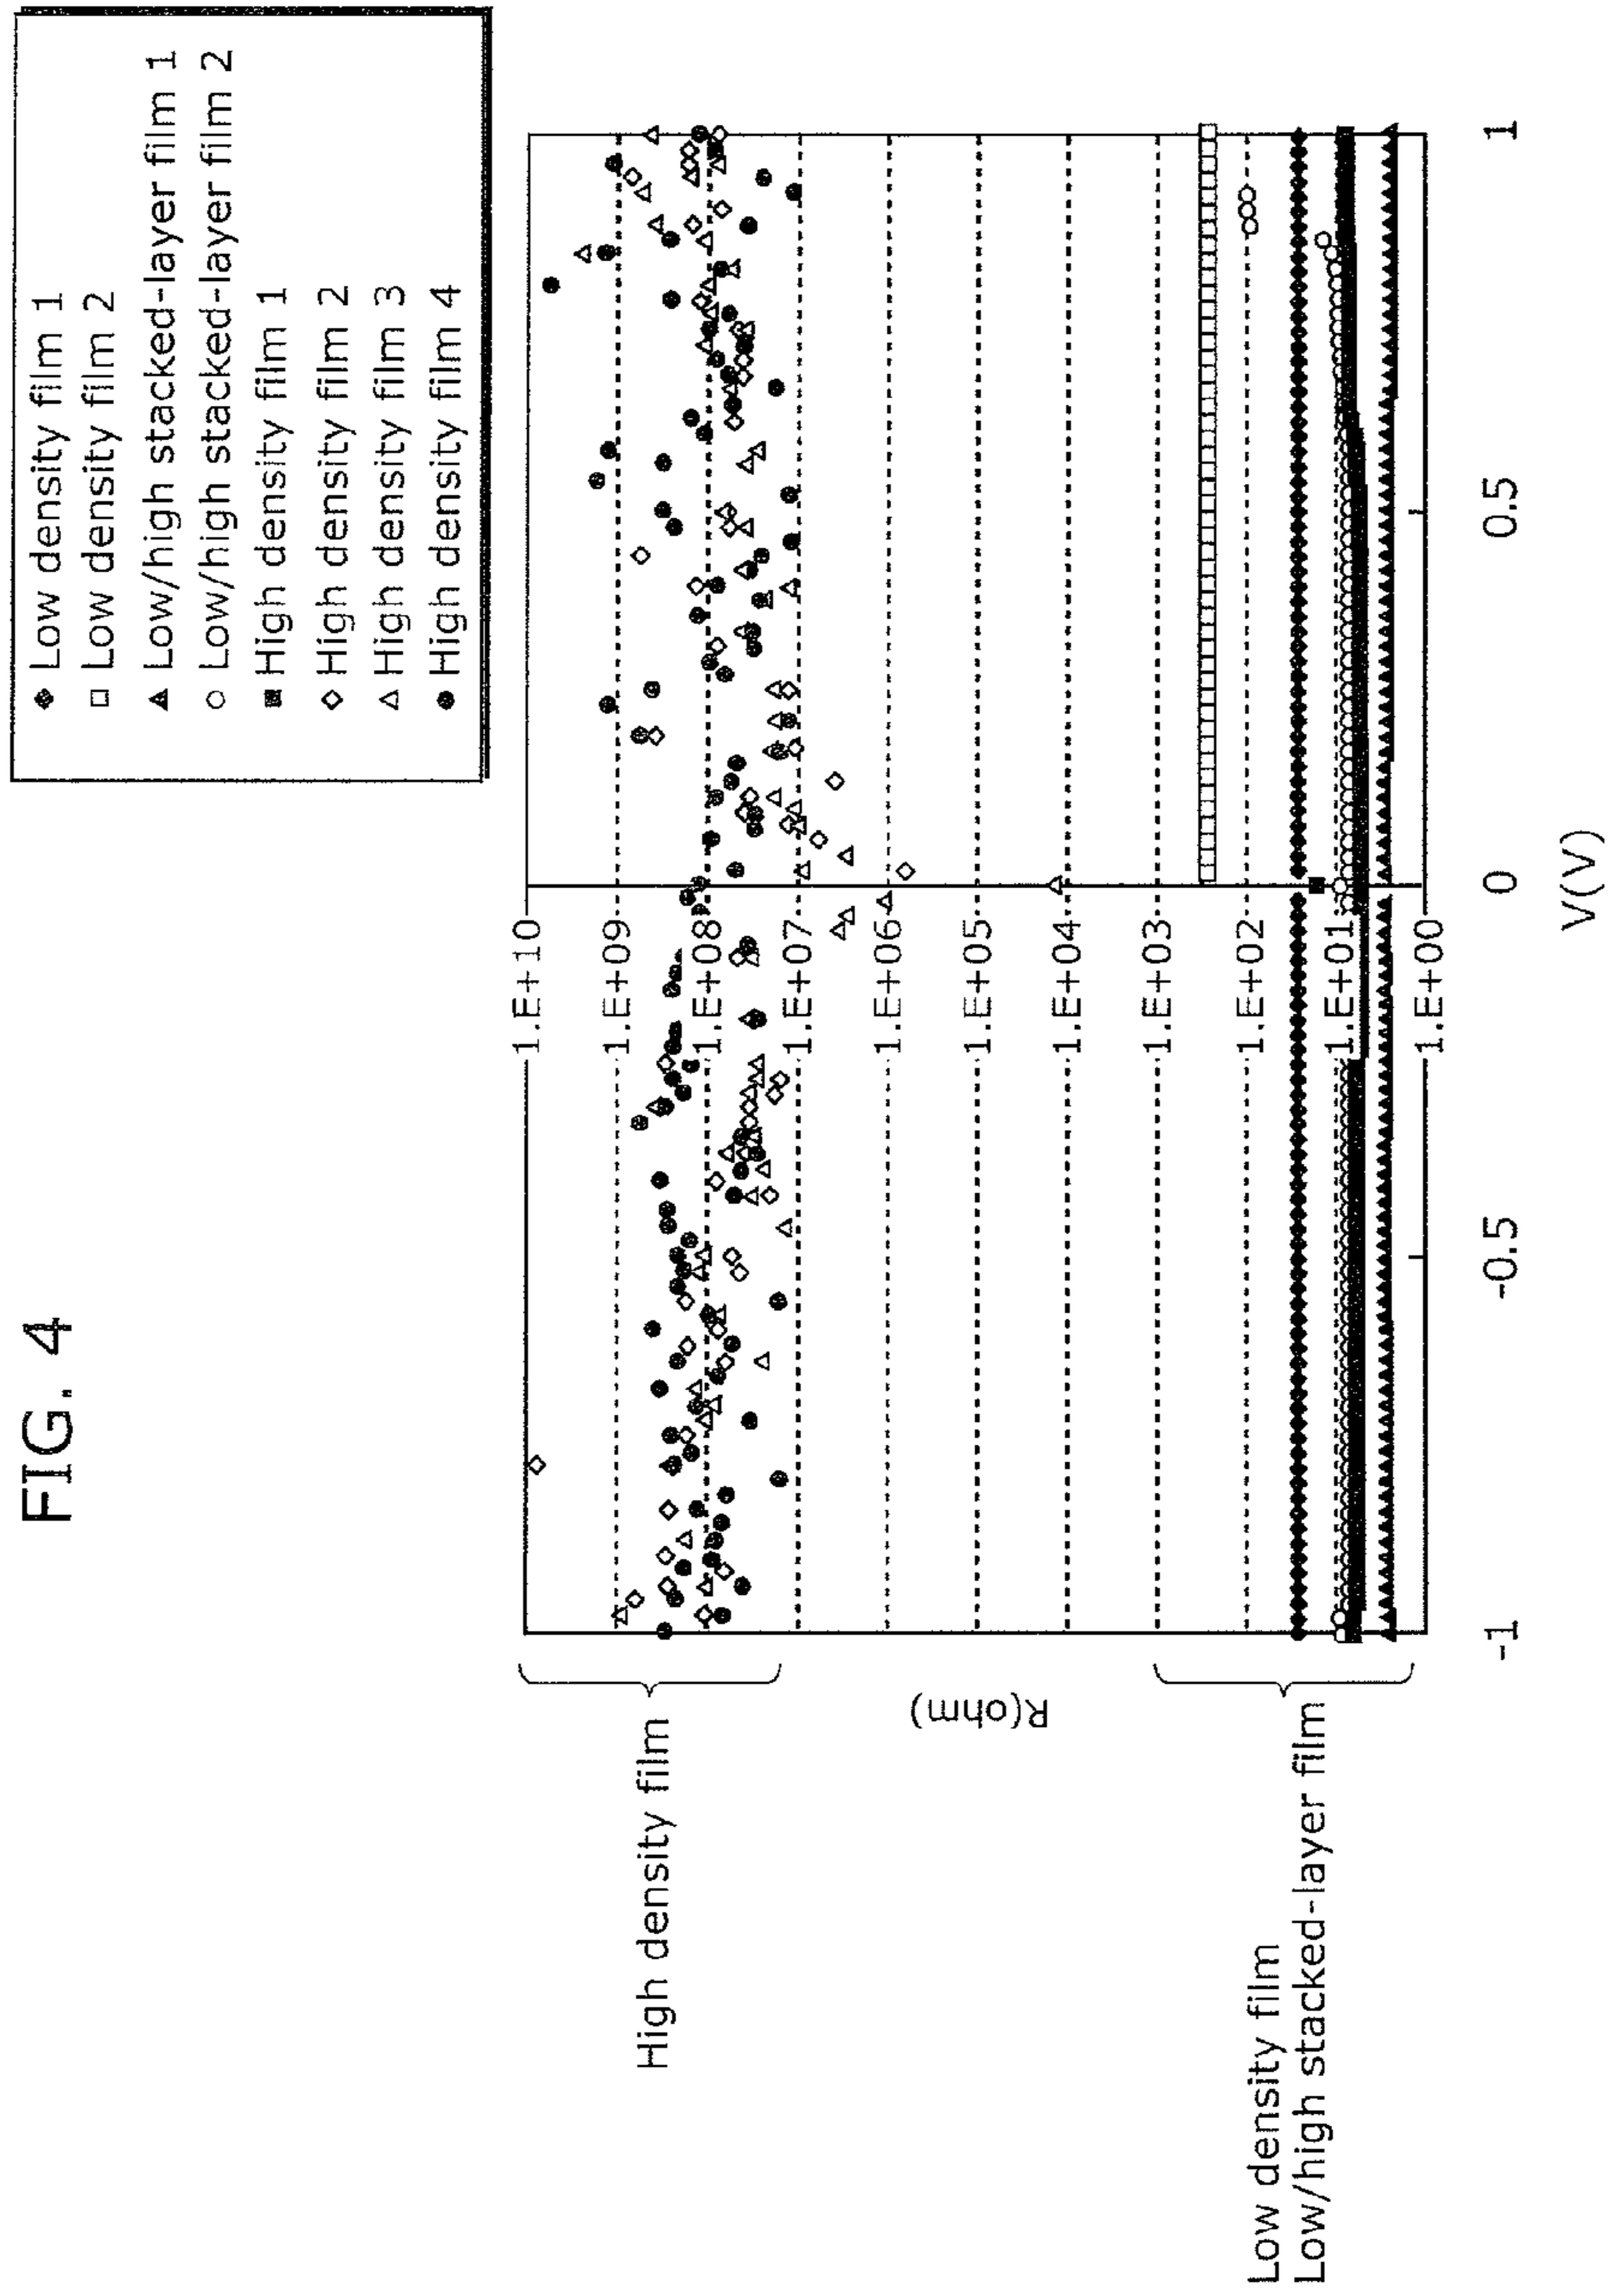 FIG. 4
Low density film 1
Low density film 2
Low/high stacked-layer film 1
Low/high stacked-layer film 2
High density film 1
High density film 2
High density film 3
High density film 4
High density film
R(ohm)
Low density film
Low/high stacked-layer film
1.E+10
1.E+09
1.E+08
1.E+07
1.E+06
1.E+05
1.E+04
1.E+03
1.E+02
1.E+01
1.E+00
-1
-0.5
0
0.5
1
V(V)